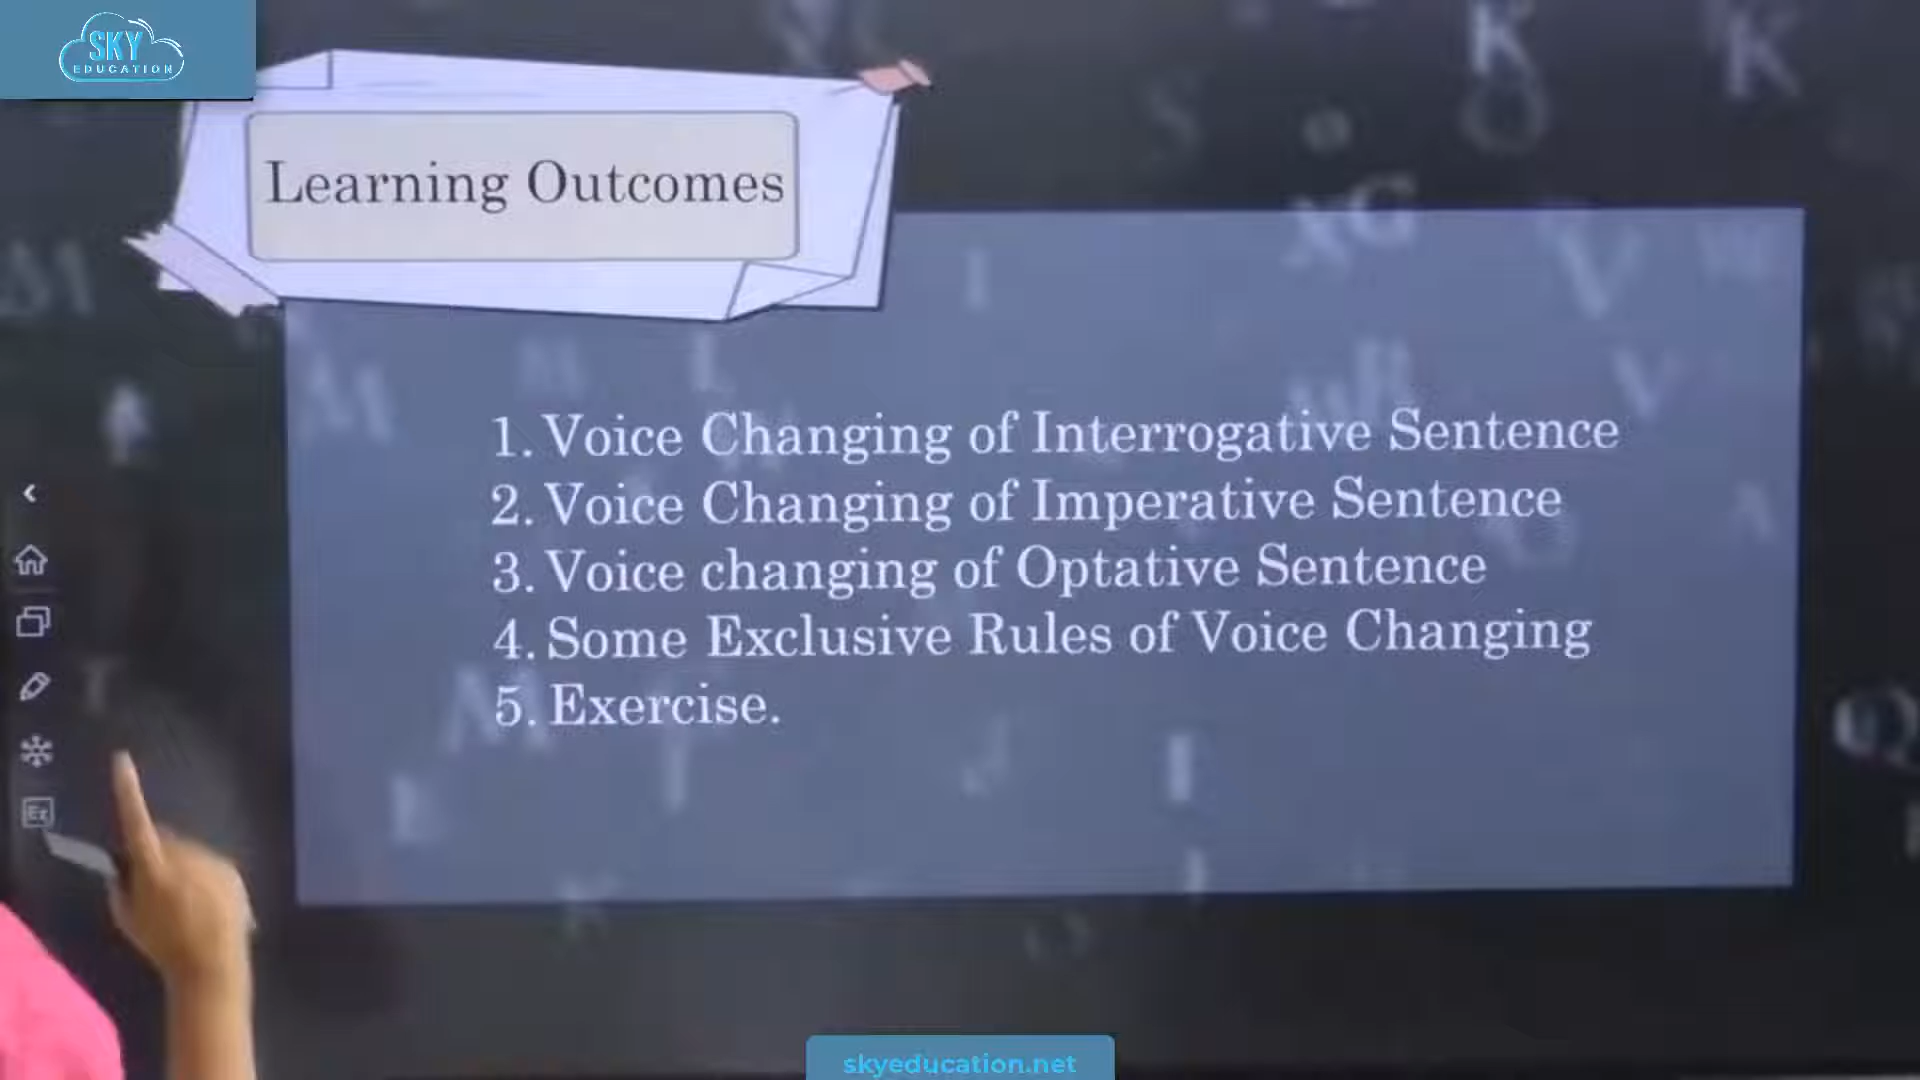 SKY
EDUCATION
Learning Outcomes
1. Voice Changing of Interrogative Sentence
2. Voice Changing of Imperative Sentence
3. Voice changing of Optative Sentence
4. Some Exclusive Rules of Voice Changing
5. Exercise.
skyeducation.net